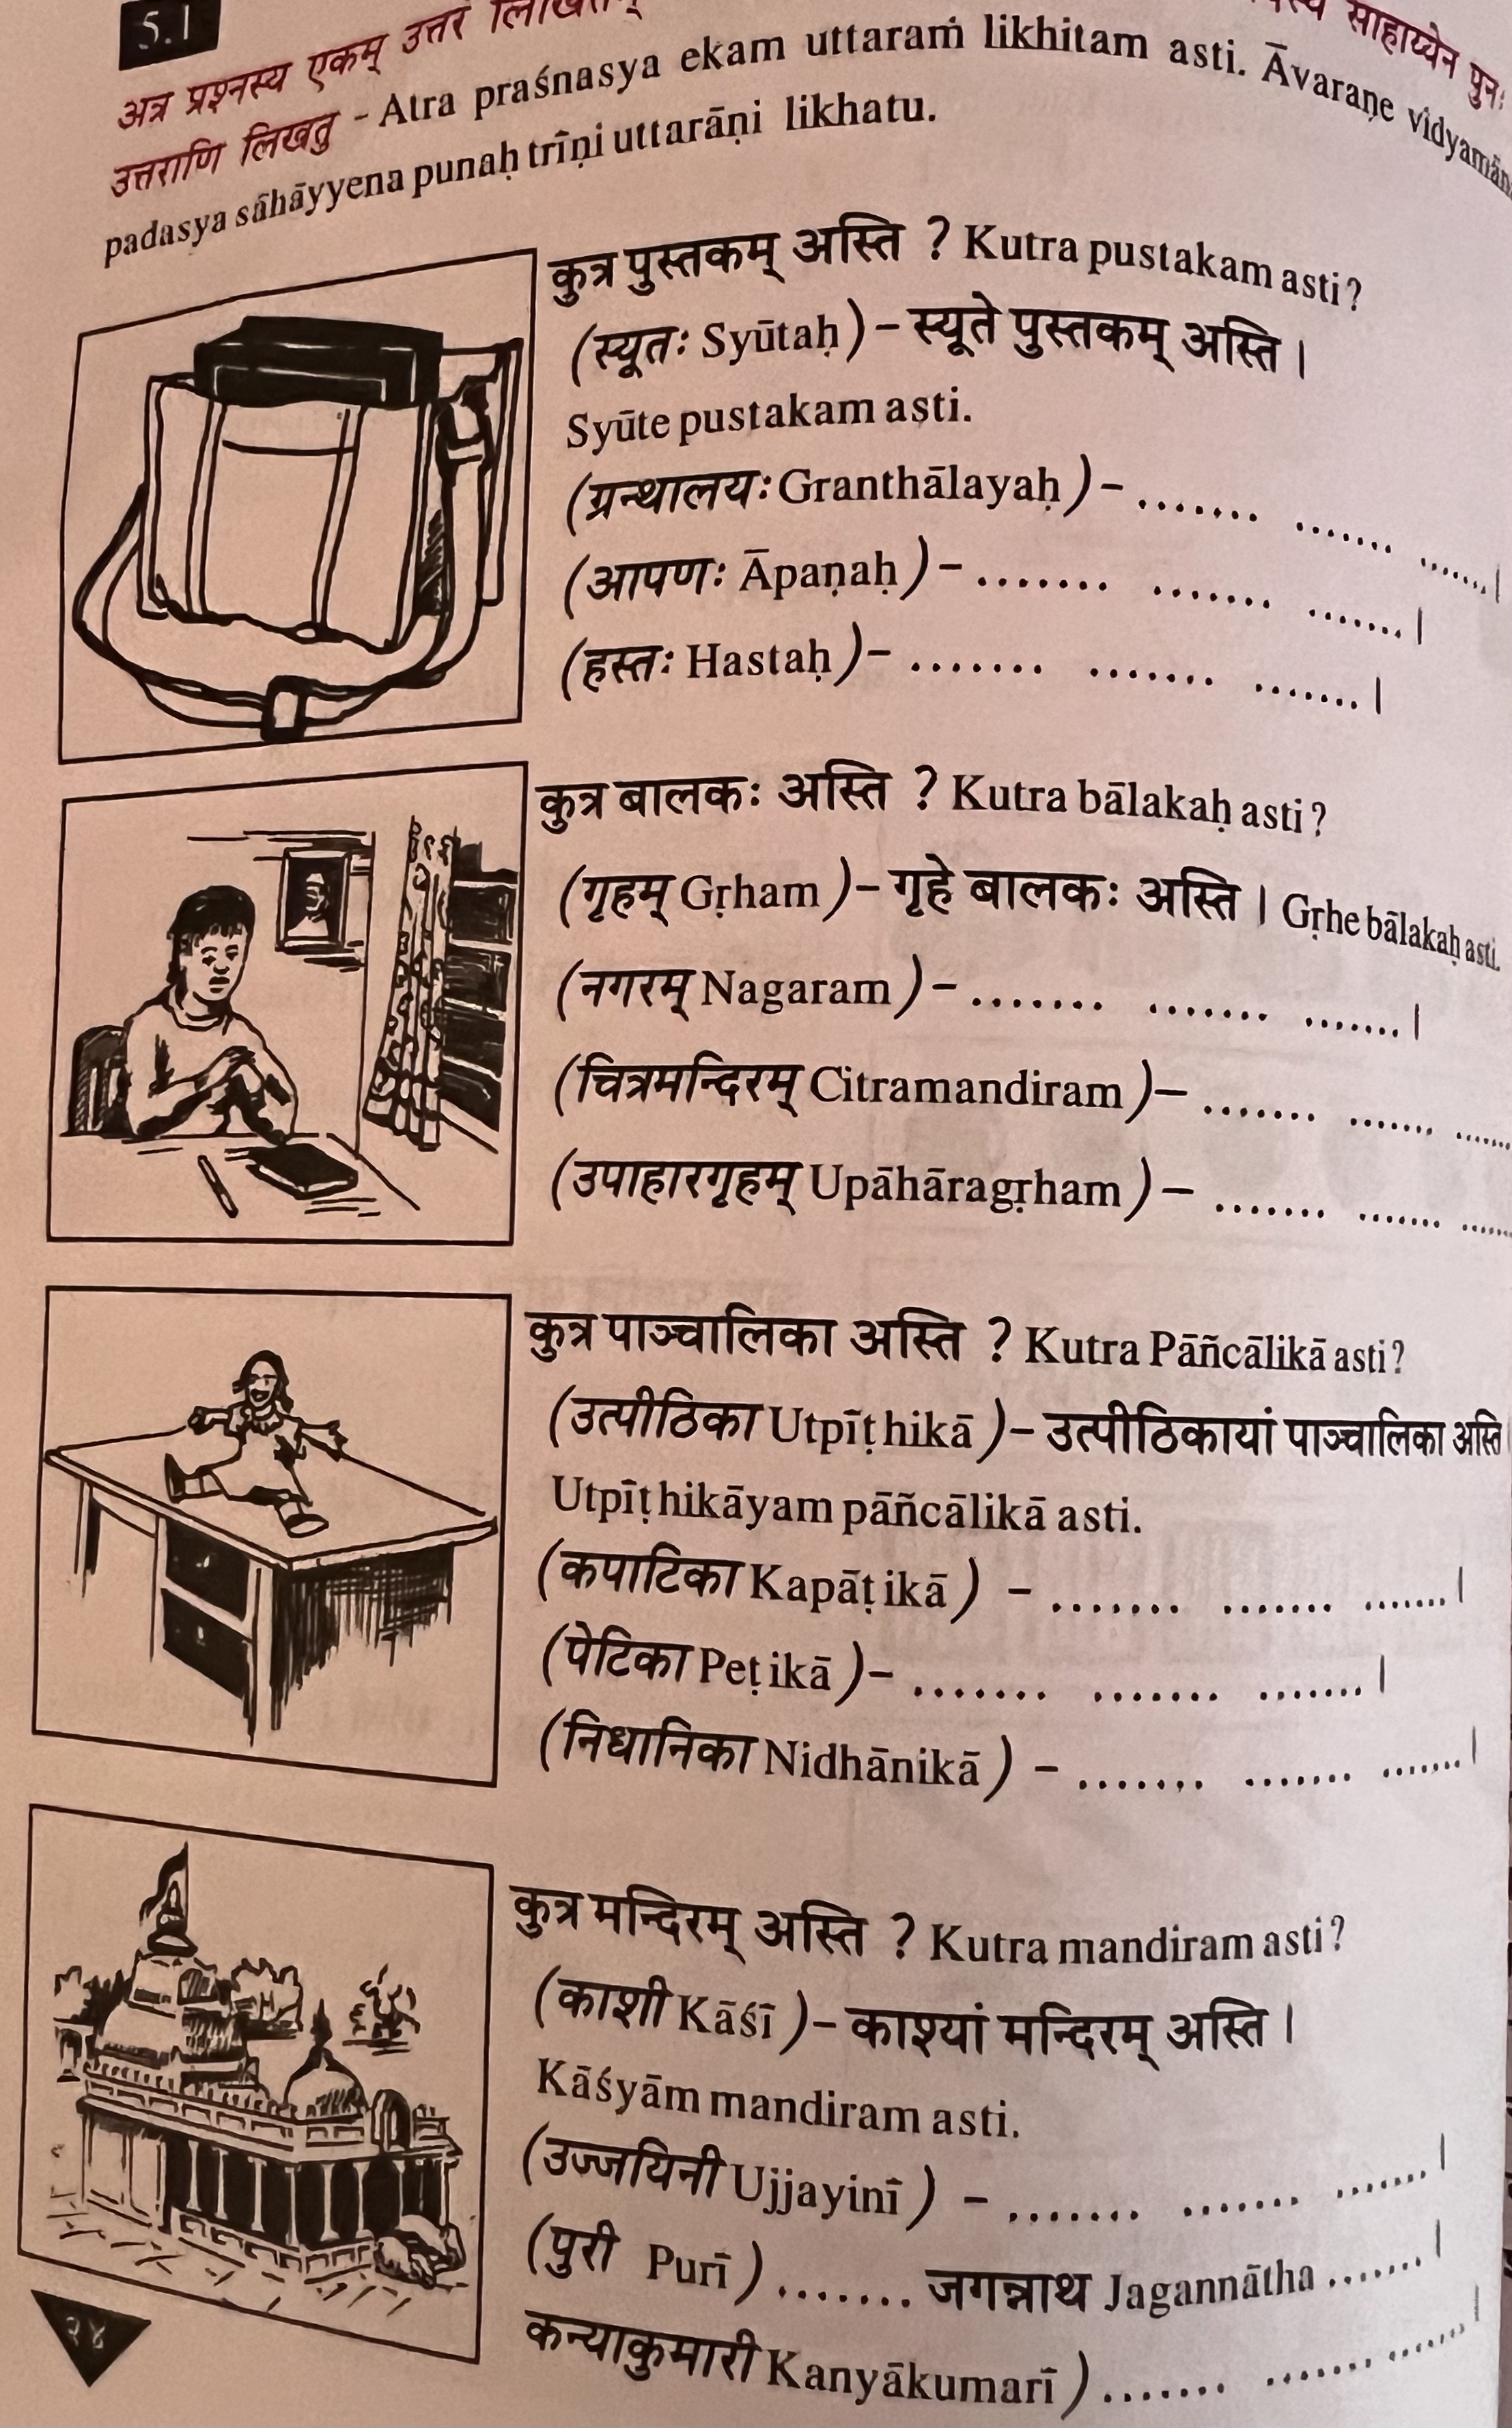 5.1
अत्र प्रश्नस्य एकम् उत्तरं लिखितम् साहाय्येन पुनः
उत्तराणि लिखतु - Atra praśnasya ekam uttaraṁ likhitam asti. Āvaraṇe vidyamān
padasya sāhāyyena punaḥ trīṇi uttarāṇi likhatu.
कुत्र पुस्तकम् अस्ति ? Kutra pustakam asti?
(स्यूतः Syūtaḥ) – स्यूते पुस्तकम् अस्ति ।
Syūte pustakam asti.
(ग्रन्थालयः Granthālayaḥ) – ....... ....... .......।
(आपणः Āpaṇaḥ) – ....... ....... .......।
(हस्तः Hastaḥ) – ....... ....... .......।
कुत्र बालकः अस्ति ? Kutra bālakaḥ asti?
(गृहम् Gṛham) – गृहे बालकः अस्ति । Gṛhe bālakaḥ asti.
(नगरम् Nagaram) – ....... ....... .......।
(चित्रमन्दिरम् Citramandiram) – ....... ....... .......
(उपाहारगृहम् Upāhāragṛham) – ....... ....... .......
कुत्र पाञ्चालिका अस्ति ? Kutra Pāñcālikā asti?
(उत्पीठिका Utpīṭhikā) – उत्पीठिकायां पाञ्चालिका अस्ति
Utpīṭhikāyam pāñcālikā asti.
(कपाटिका Kapāṭikā) – ....... ....... .......।
(पेटिका Peṭikā) – ....... ....... .......।
(निधानिका Nidhānikā) – ....... ....... .......।
कुत्र मन्दिरम् अस्ति ? Kutra mandiram asti?
(काशी Kāśī) – काश्यां मन्दिरम् अस्ति ।
Kāśyām mandiram asti.
(उज्जयिनी Ujjayinī) – ....... ....... .......।
(पुरी Purī) ....... जगन्नाथ Jagannātha .......।
कन्याकुमारी Kanyākumarī) ....... ....... .......।
२४